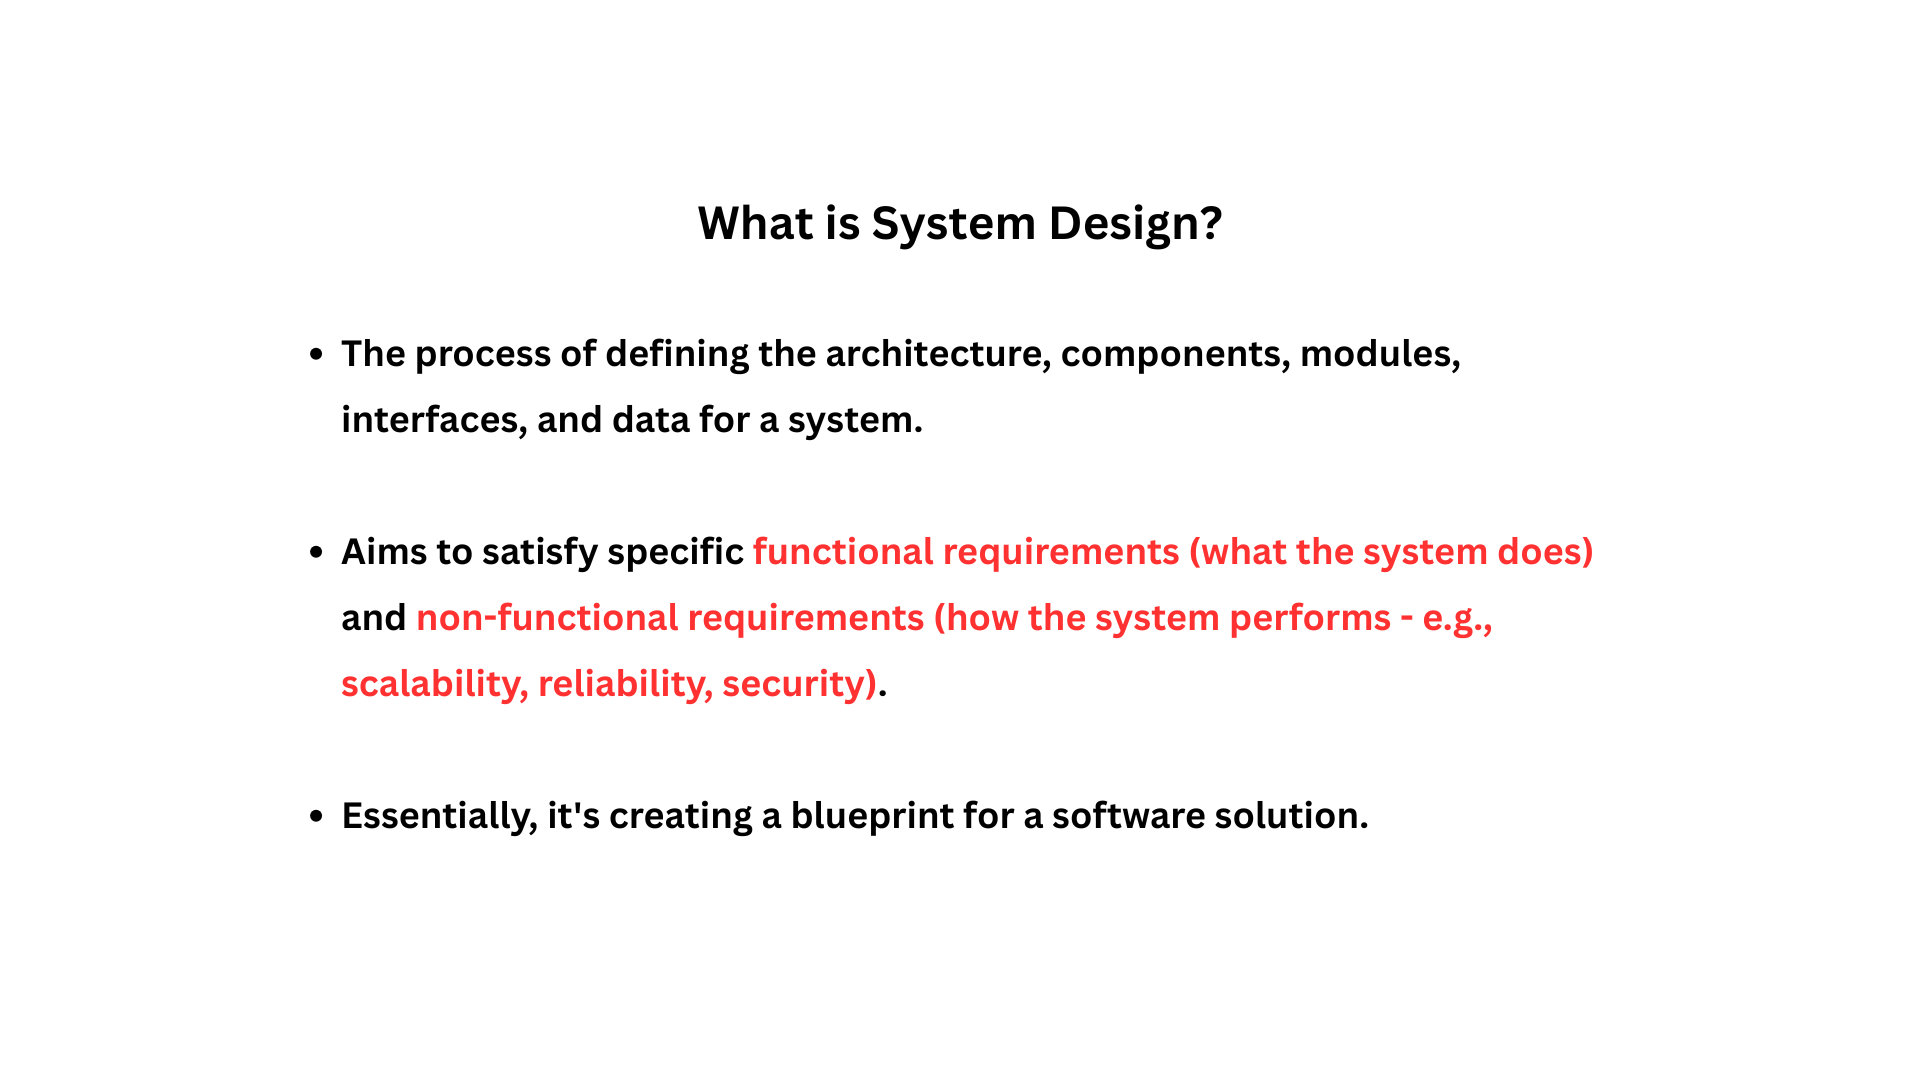 What is System Design?
• The process of defining the architecture, components, modules,
interfaces, and data for a system.
• Aims to satisfy specific functional requirements (what the system does)
and non-functional requirements (how the system performs - e.g.,
scalability, reliability, security).
• Essentially, it's creating a blueprint for a software solution.